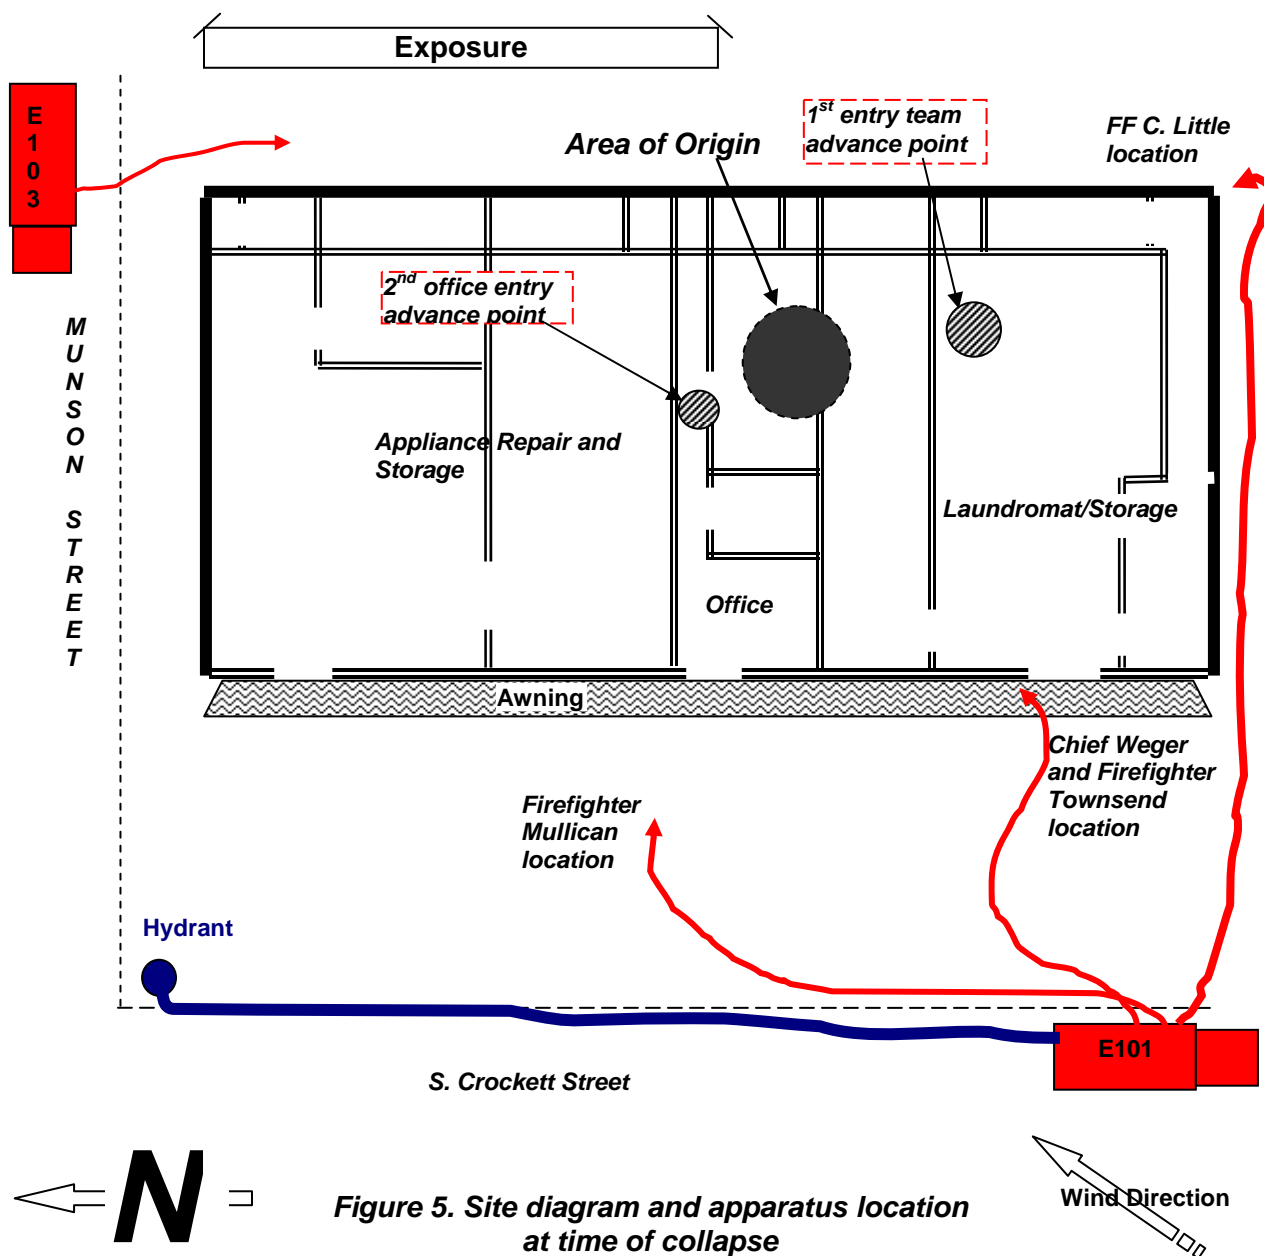 Exposure
E
1
0
3
1st entry team
advance point
Area of Origin
FF C. Little
location
2nd office entry
advance point
M
U
N
S
O
N
S
T
R
E
E
T
Appliance Repair and
Storage
Laundromat/Storage
Office
Awning
Chief Weger
and Firefighter
Townsend
location
Firefighter
Mullican
location
Hydrant
E101
S. Crockett Street
N
Figure 5. Site diagram and apparatus location
at time of collapse
Wind Direction